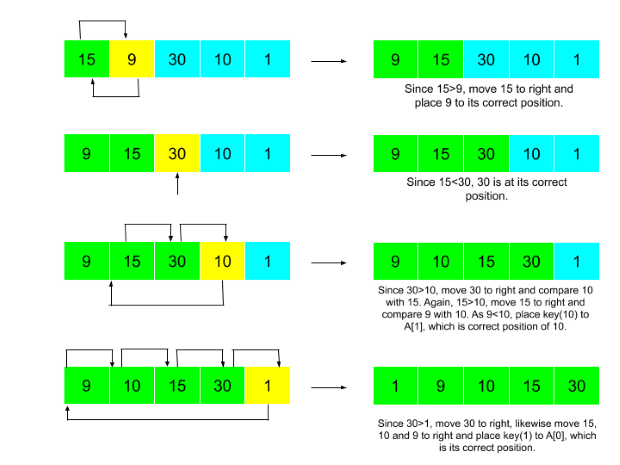 15 9 30 10 1
9 15 30 10 1
Since 15>9, move 15 to right and
place 9 to its correct position.
9 15 30 10 1
9 15 30 10 1
Since 15<30, 30 is at its correct
position.
9 15 30 10 1
9 10 15 30 1
Since 30>10, move 30 to right and compare 10
with 15. Again, 15>10, move 15 to right and
compare 9 with 10. As 9<10, place key(10) to
A[1], which is correct position of 10.
9 10 15 30 1
1 9 10 15 30
Since 30>1, move 30 to right, likewise move 15,
10 and 9 to right and place key(1) to A[0], which
is its correct position.